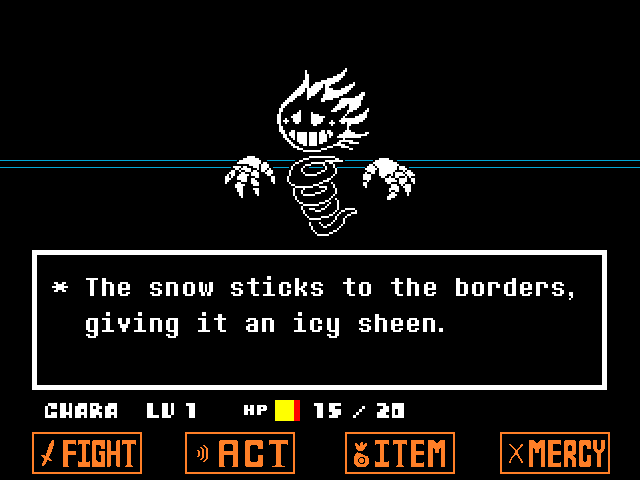 * The snow sticks to the borders,
giving it an icy sheen.
CHARA LV 1 HP 15 / 20
FIGHT ACT ITEM MERCY